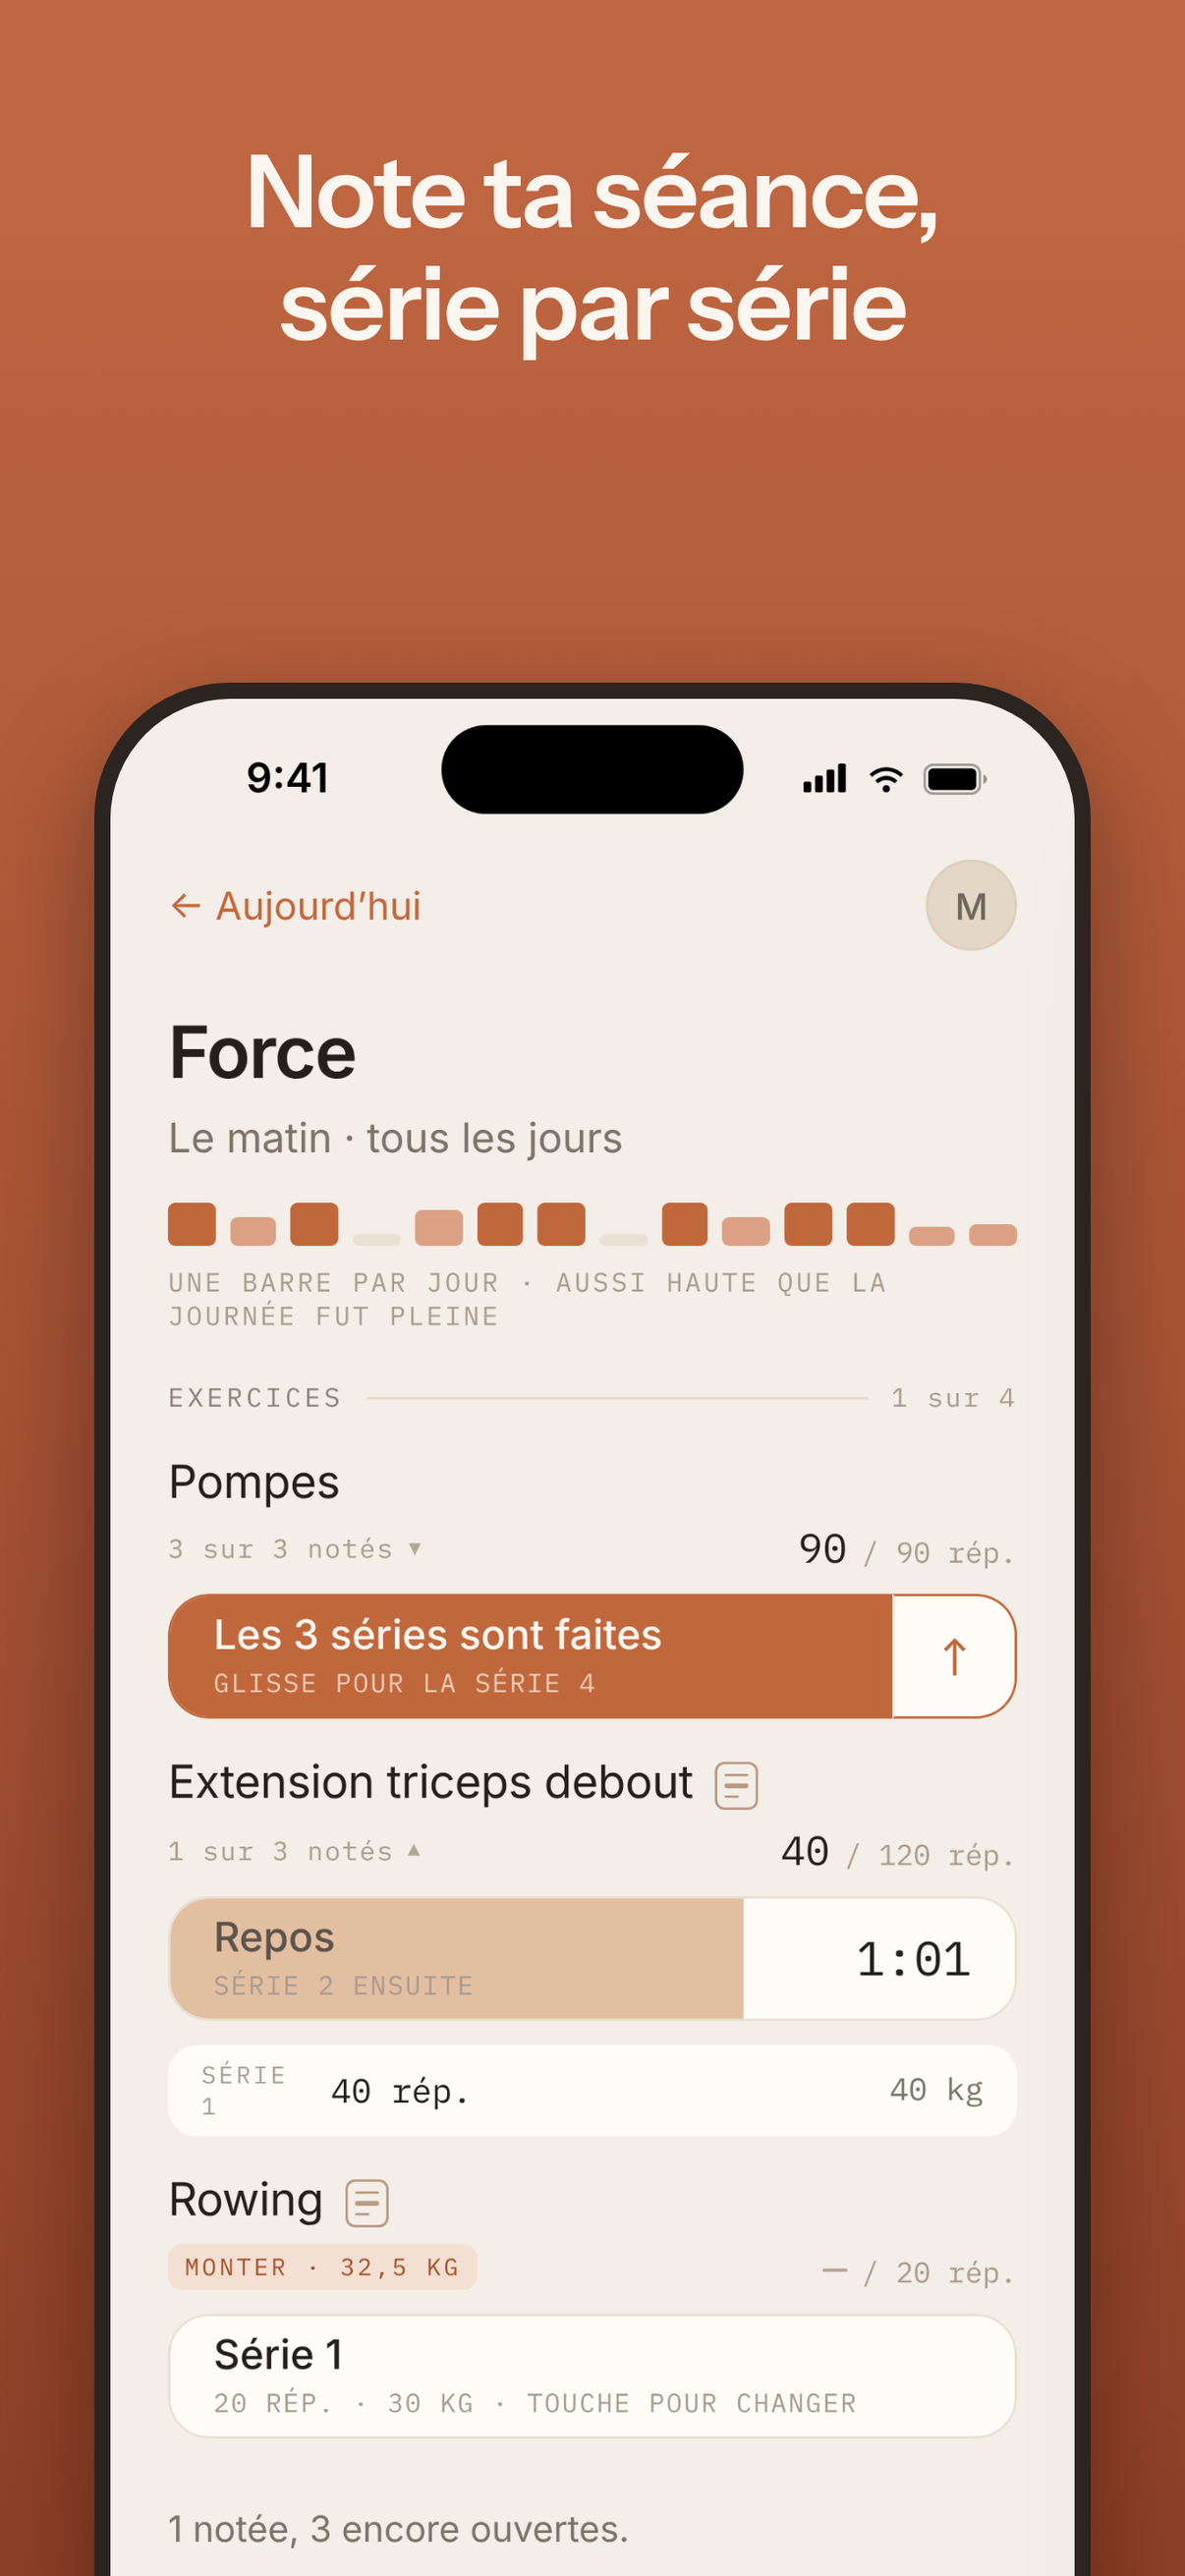 Note ta séance,
série par série
9:41
← Aujourd’hui
M
Force
Le matin · tous les jours
UNE BARRE PAR JOUR · AUSSI HAUTE QUE LA
JOURNÉE FUT PLEINE
EXERCICES 1 sur 4
Pompes
3 sur 3 notés ▼ 90 / 90 rép.
Les 3 séries sont faites
GLISSE POUR LA SÉRIE 4
↑
Extension triceps debout
1 sur 3 notés ▲ 40 / 120 rép.
Repos
SÉRIE 2 ENSUITE
1:01
SÉRIE
1
40 rép. 40 kg
Rowing
MONTER · 32,5 KG — / 20 rép.
Série 1
20 RÉP. · 30 KG · TOUCHE POUR CHANGER
1 notée, 3 encore ouvertes.